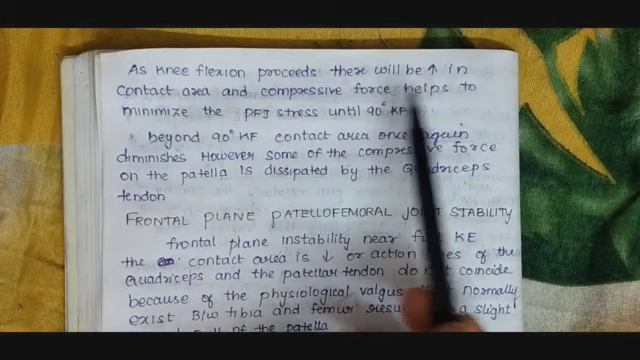 As Knee flexion proceeds there will be ↑ in
contact area and compressive force helps to
minimize the PFJ stress until 90° KF
beyond 90° KF contact area once again
diminishes However some of the compressive force
on the patella is dissipated by the Quadriceps
tendon
FRONTAL PLANE PATELLOFEMORAL JOINT STABILITY
frontal plane instability near full KE
the contact area is ↓ or action lines of the
Quadriceps and the patellar tendon do not coincide
because of the physiological valgus that normally
exist B/w tibia and femur a slight
of the patella